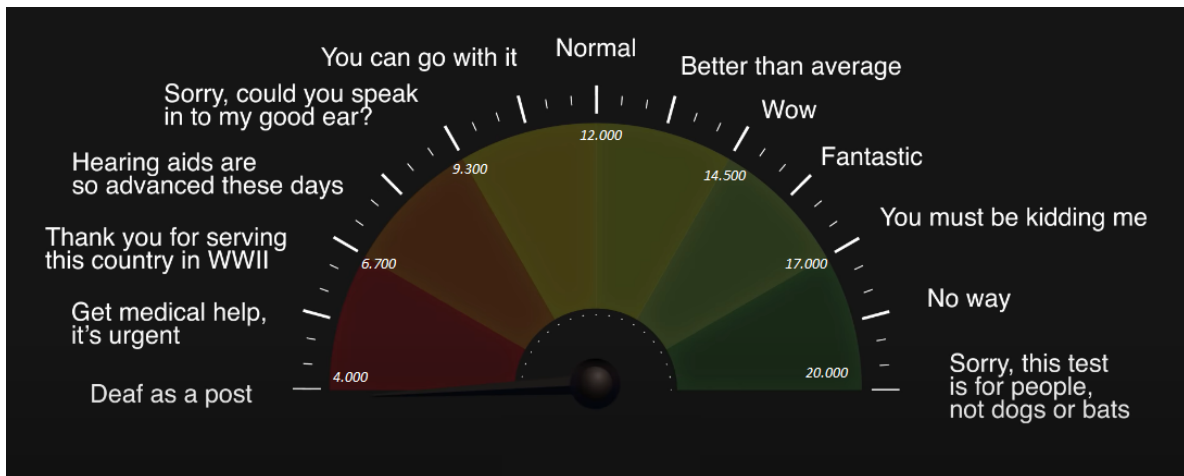 Normal
You can go with it
Better than average
Sorry, could you speak
in to my good ear?
Wow
12.000
Hearing aids are
so advanced these days
9.300
14.500
Fantastic
Thank you for serving
this country in WWII
6.700
17.000
You must be kidding me
Get medical help,
it's urgent
No way
4.000
20.000
Deaf as a post
Sorry, this test
is for people,
not dogs or bats